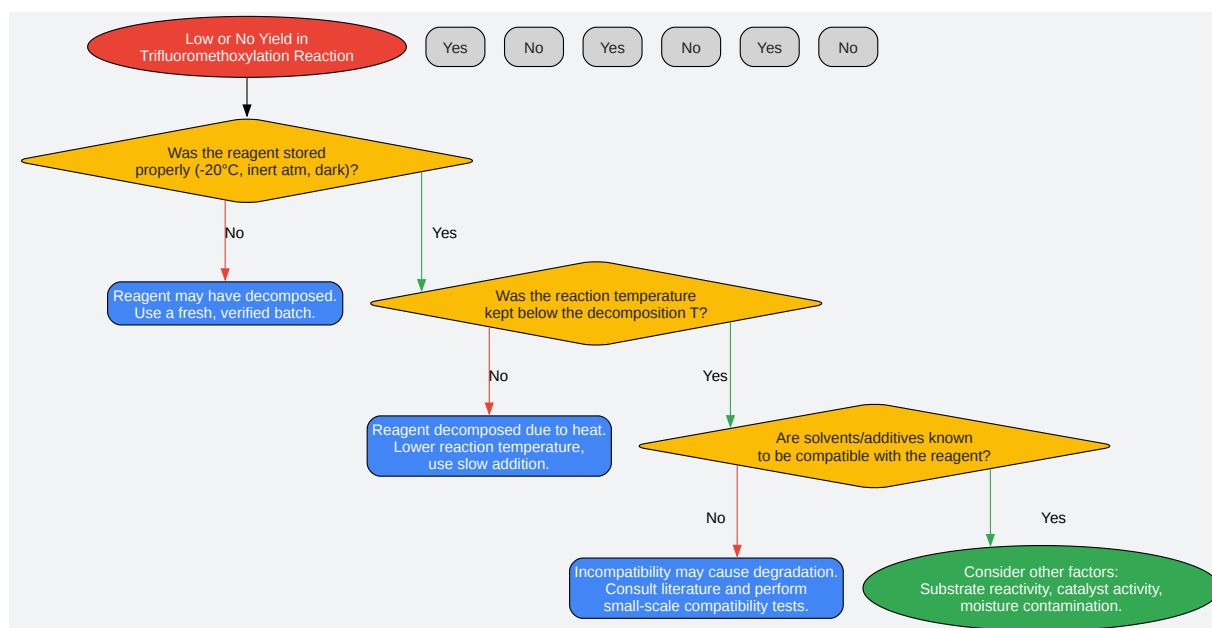 Low or No Yield in
Trifluoromethoxylation Reaction
Yes
No
Yes
No
Yes
No
Was the reagent stored
properly (-20°C, inert atm, dark)?
No
Yes
Reagent may have decomposed.
Use a fresh, verified batch.
Was the reaction temperature
kept below the decomposition T?
No
Yes
Reagent decomposed due to heat.
Lower reaction temperature,
use slow addition.
Are solvents/additives known
to be compatible with the reagent?
No
Yes
Incompatibility may cause degradation.
Consult literature and perform
small-scale compatibility tests.
Consider other factors:
Substrate reactivity, catalyst activity,
moisture contamination.